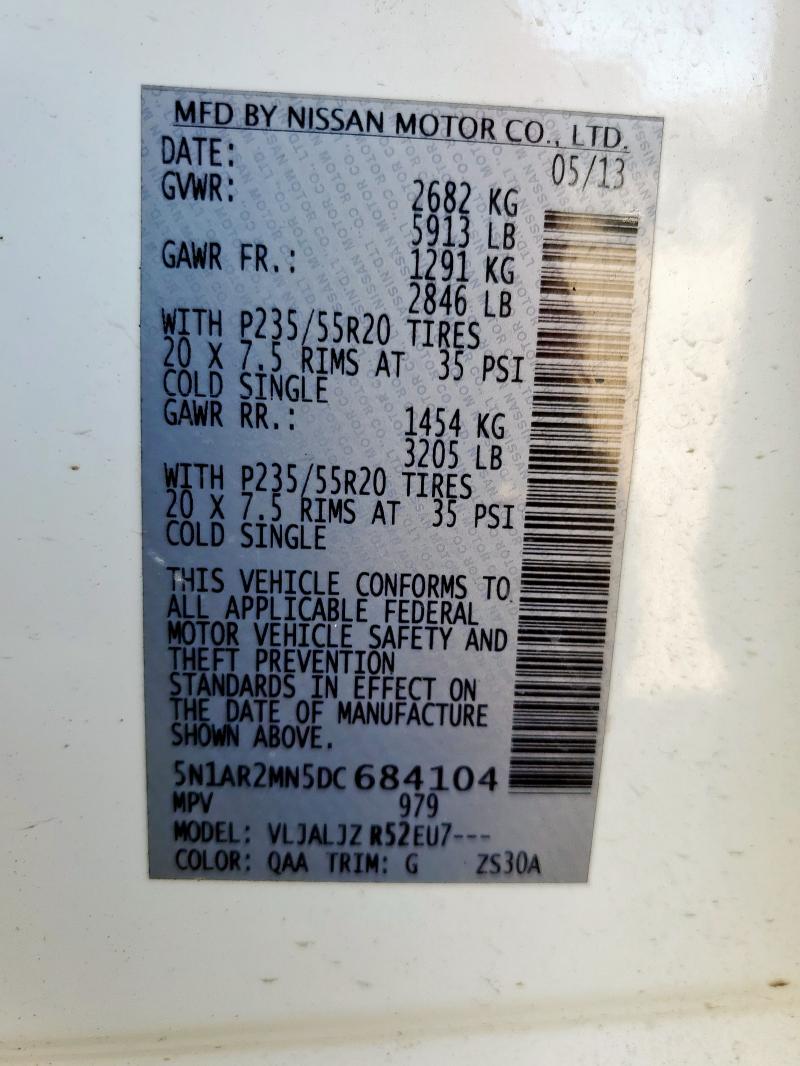 MFD BY NISSAN MOTOR CO., LTD.
DATE: 05/13
GVWR: 2682 KG
5913 LB
GAWR FR.: 1291 KG
2846 LB
WITH P235/55R20 TIRES
20 X 7.5 RIMS AT 35 PSI
COLD SINGLE
GAWR RR.: 1454 KG
3205 LB
WITH P235/55R20 TIRES
20 X 7.5 RIMS AT 35 PSI
COLD SINGLE
THIS VEHICLE CONFORMS TO
ALL APPLICABLE FEDERAL
MOTOR VEHICLE SAFETY AND
THEFT PREVENTION
STANDARDS IN EFFECT ON
THE DATE OF MANUFACTURE
SHOWN ABOVE.
5N1AR2MN5DC684104
MPV 979
MODEL: VLJALJZ R52EU7---
COLOR: QAA TRIM: G ZS30A